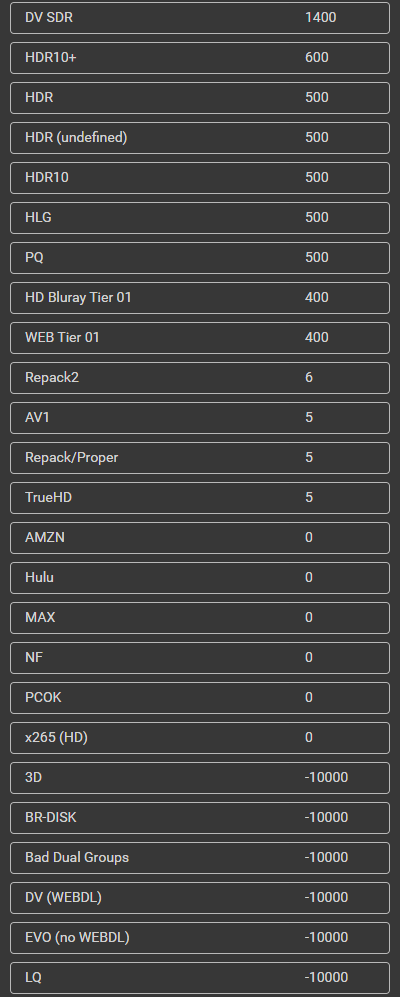 DV SDR 1400
HDR10+ 600
HDR 500
HDR (undefined) 500
HDR10 500
HLG 500
PQ 500
HD Bluray Tier 01 400
WEB Tier 01 400
Repack2 6
AV1 5
Repack/Proper 5
TrueHD 5
AMZN 0
Hulu 0
MAX 0
NF 0
PCOK 0
x265 (HD) 0
3D -10000
BR-DISK -10000
Bad Dual Groups -10000
DV (WEBDL) -10000
EVO (no WEBDL) -10000
LQ -10000